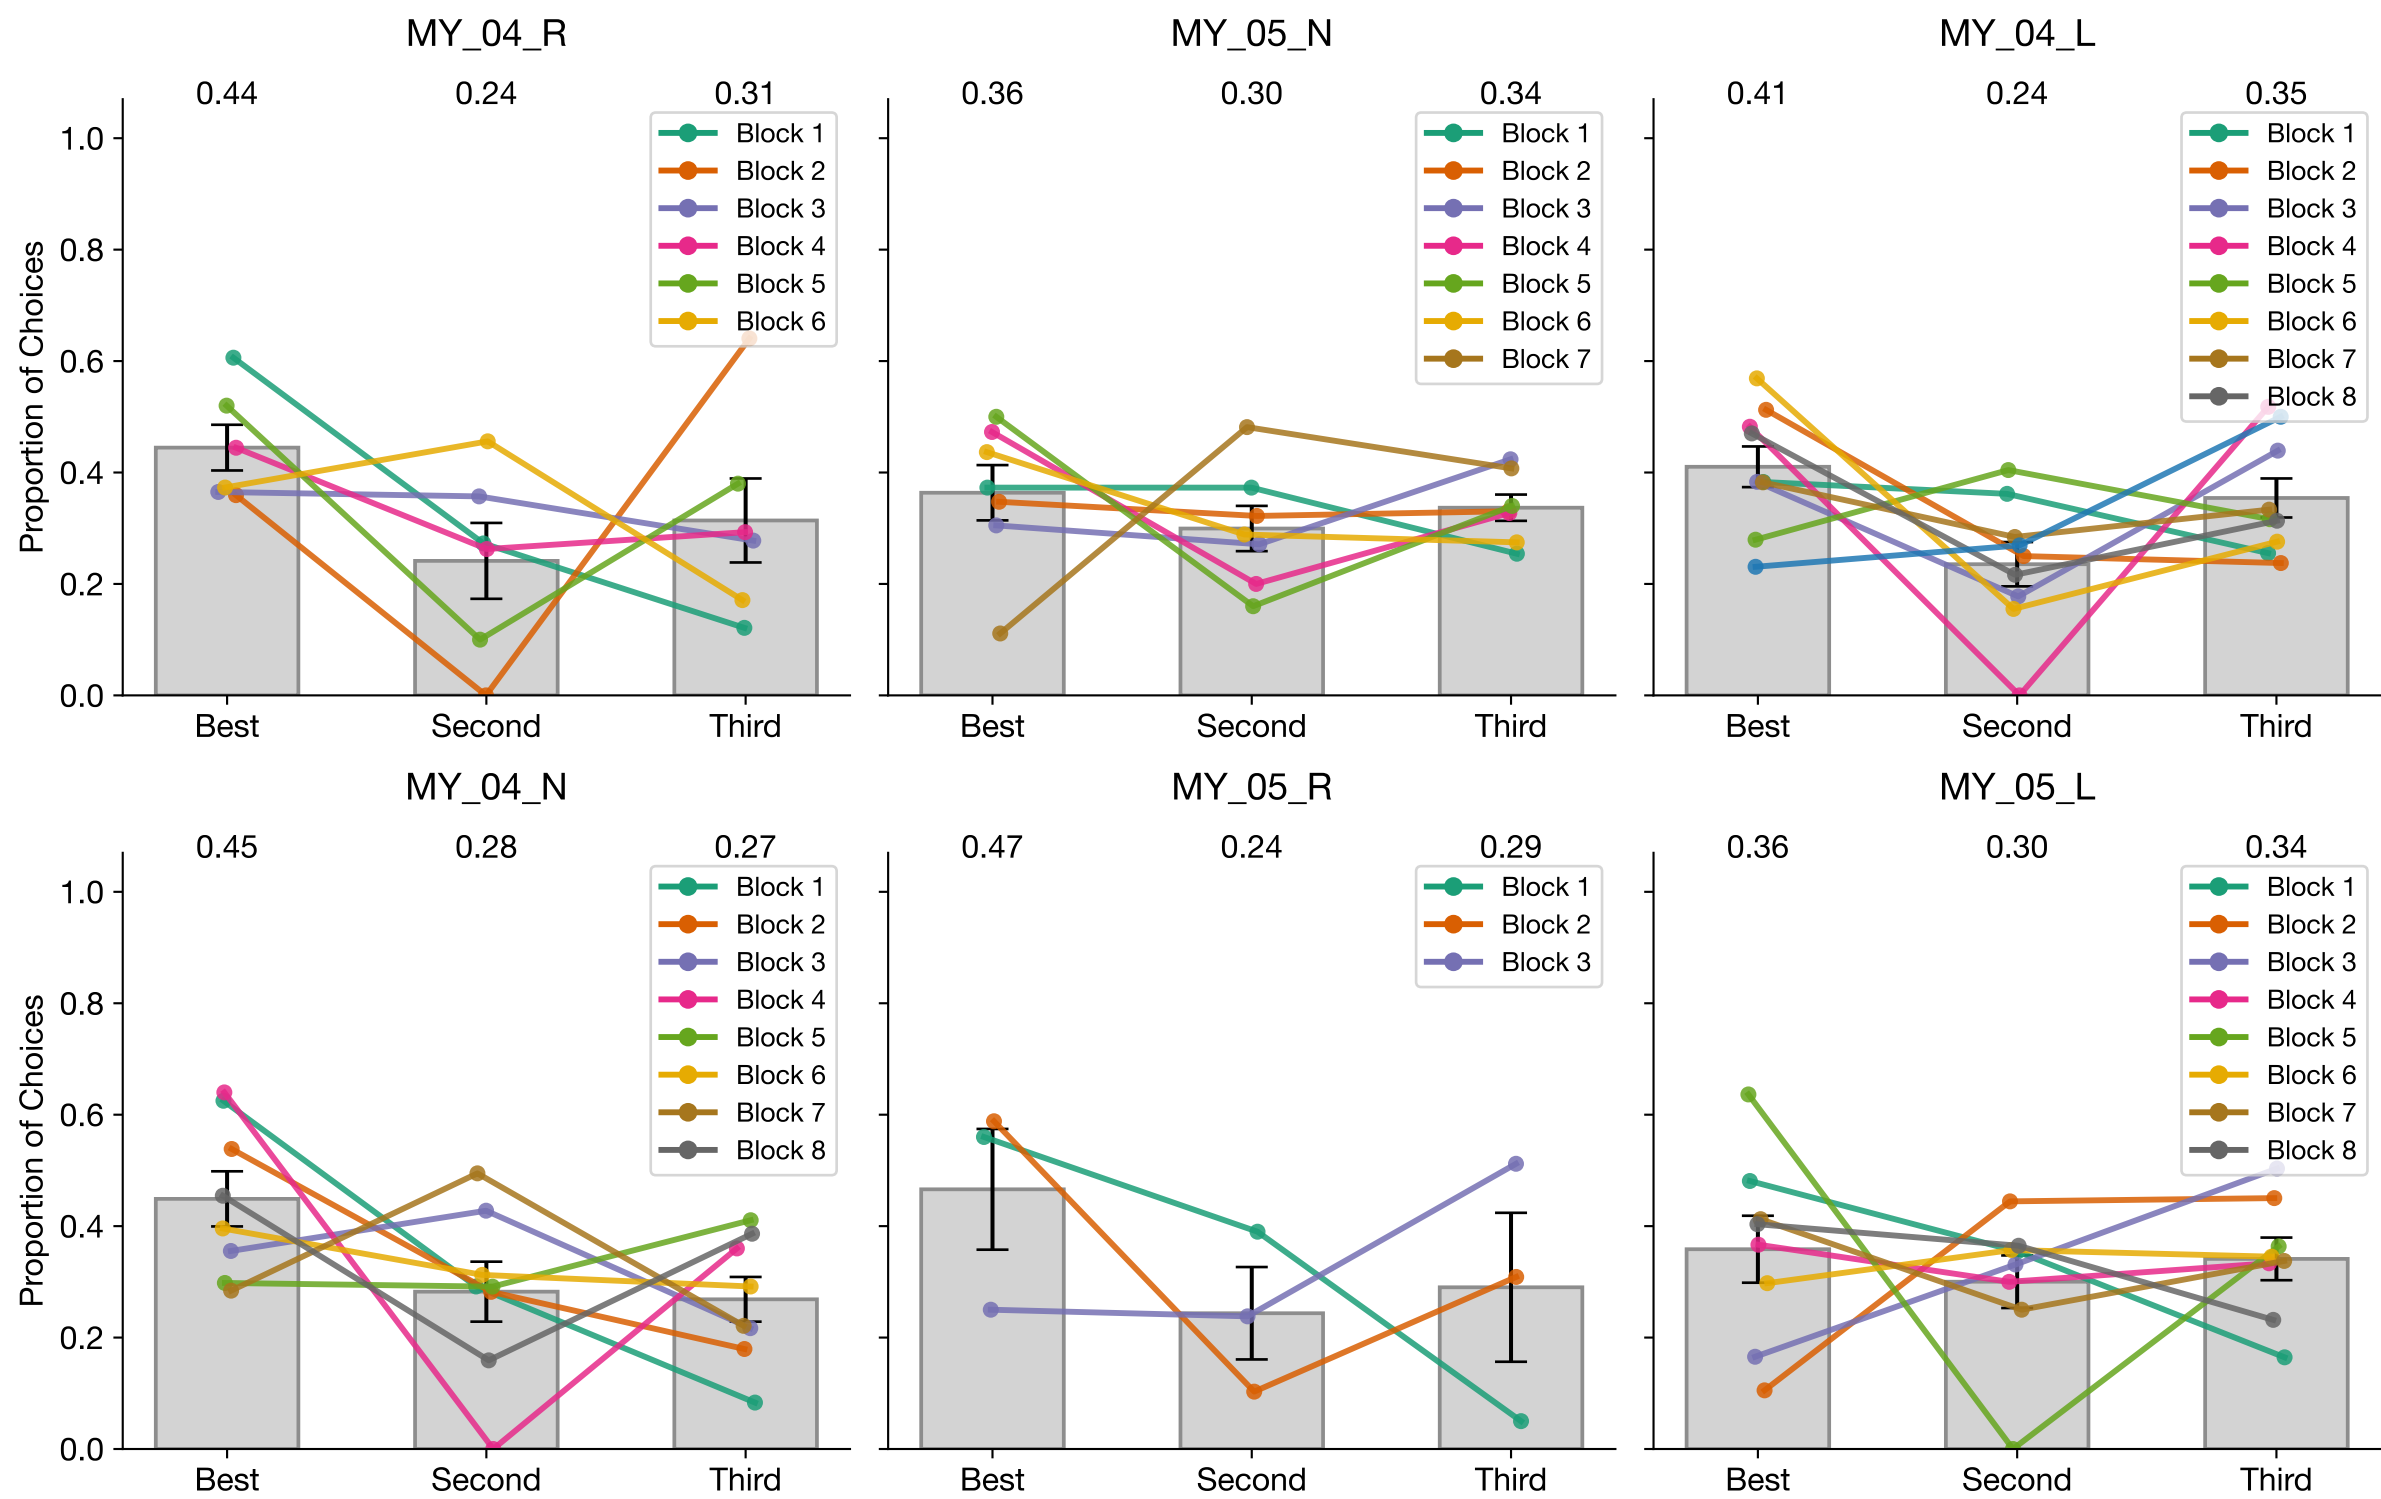 MY_04_R
0.44 0.24 0.31
Block 1
Block 2
Block 3
Block 4
Block 5
Block 6
1.0
0.8
0.6
0.4
0.2
0.0
Proportion of Choices
Best Second Third
MY_05_N
0.36 0.30 0.34
Block 1
Block 2
Block 3
Block 4
Block 5
Block 6
Block 7
Best Second Third
MY_04_L
0.41 0.24 0.35
Block 1
Block 2
Block 3
Block 4
Block 5
Block 6
Block 7
Block 8
Best Second Third
MY_04_N
0.45 0.28 0.27
Block 1
Block 2
Block 3
Block 4
Block 5
Block 6
Block 7
Block 8
1.0
0.8
0.6
0.4
0.2
0.0
Proportion of Choices
Best Second Third
MY_05_R
0.47 0.24 0.29
Block 1
Block 2
Block 3
Best Second Third
MY_05_L
0.36 0.30 0.34
Block 1
Block 2
Block 3
Block 4
Block 5
Block 6
Block 7
Block 8
Best Second Third